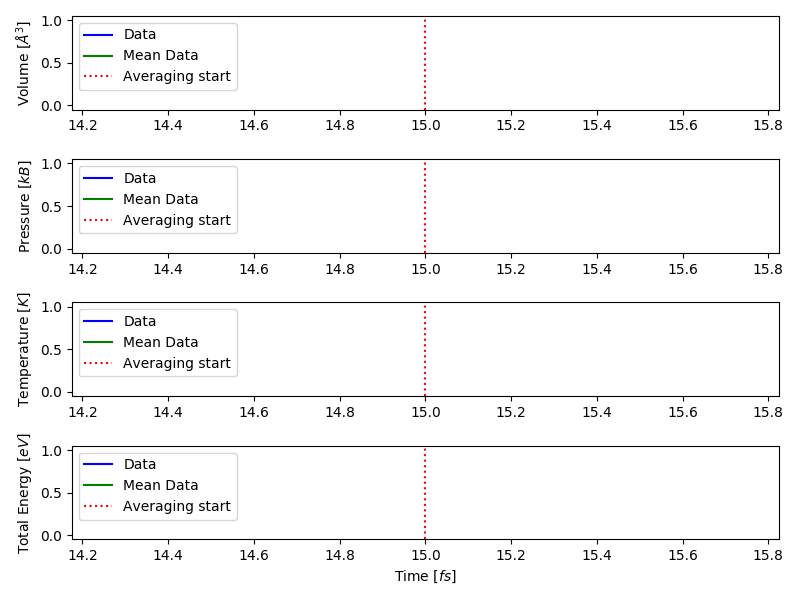 Volume [Å³]
1.0
0.5
0.0
Data
Mean Data
Averaging start
14.2 14.4 14.6 14.8 15.0 15.2 15.4 15.6 15.8
Pressure [kB]
1.0
0.5
0.0
Data
Mean Data
Averaging start
14.2 14.4 14.6 14.8 15.0 15.2 15.4 15.6 15.8
Temperature [K]
1.0
0.5
0.0
Data
Mean Data
Averaging start
14.2 14.4 14.6 14.8 15.0 15.2 15.4 15.6 15.8
Total Energy [eV]
1.0
0.5
0.0
Data
Mean Data
Averaging start
14.2 14.4 14.6 14.8 15.0 15.2 15.4 15.6 15.8
Time [fs]